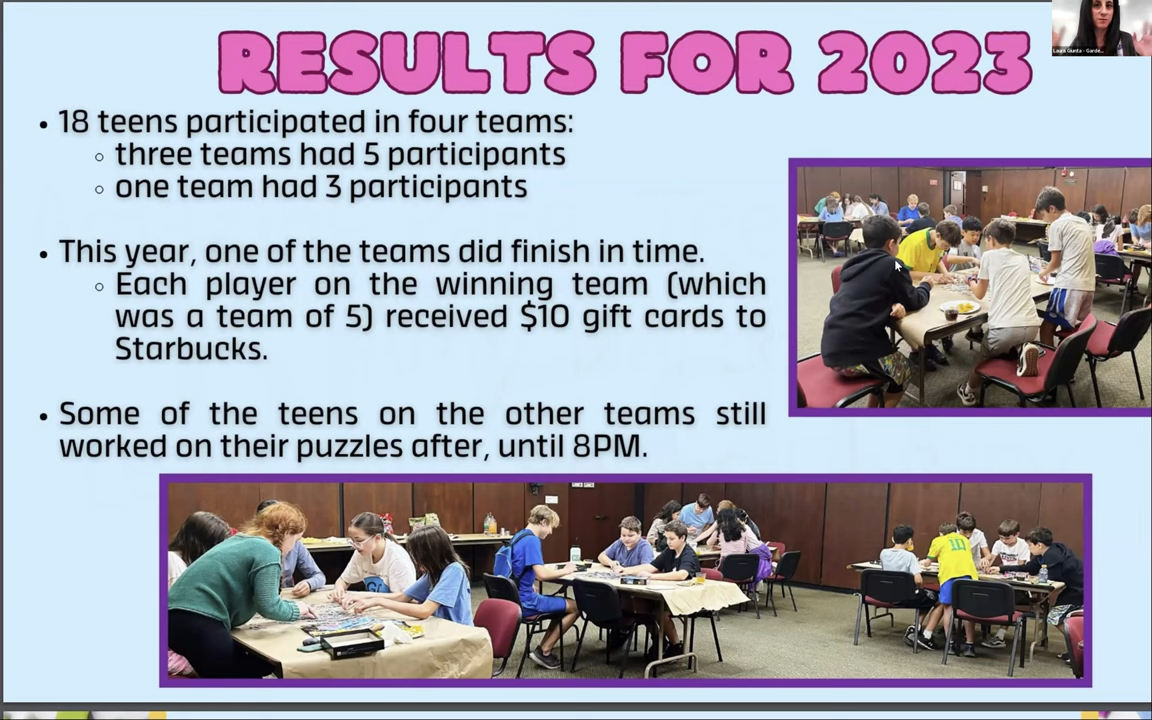 RESULTS FOR 2023
• 18 teens participated in four teams:
○ three teams had 5 participants
○ one team had 3 participants
• This year, one of the teams did finish in time.
○ Each player on the winning team (which
was a team of 5) received $10 gift cards to
Starbucks.
• Some of the teens on the other teams still
worked on their puzzles after, until 8PM.
10